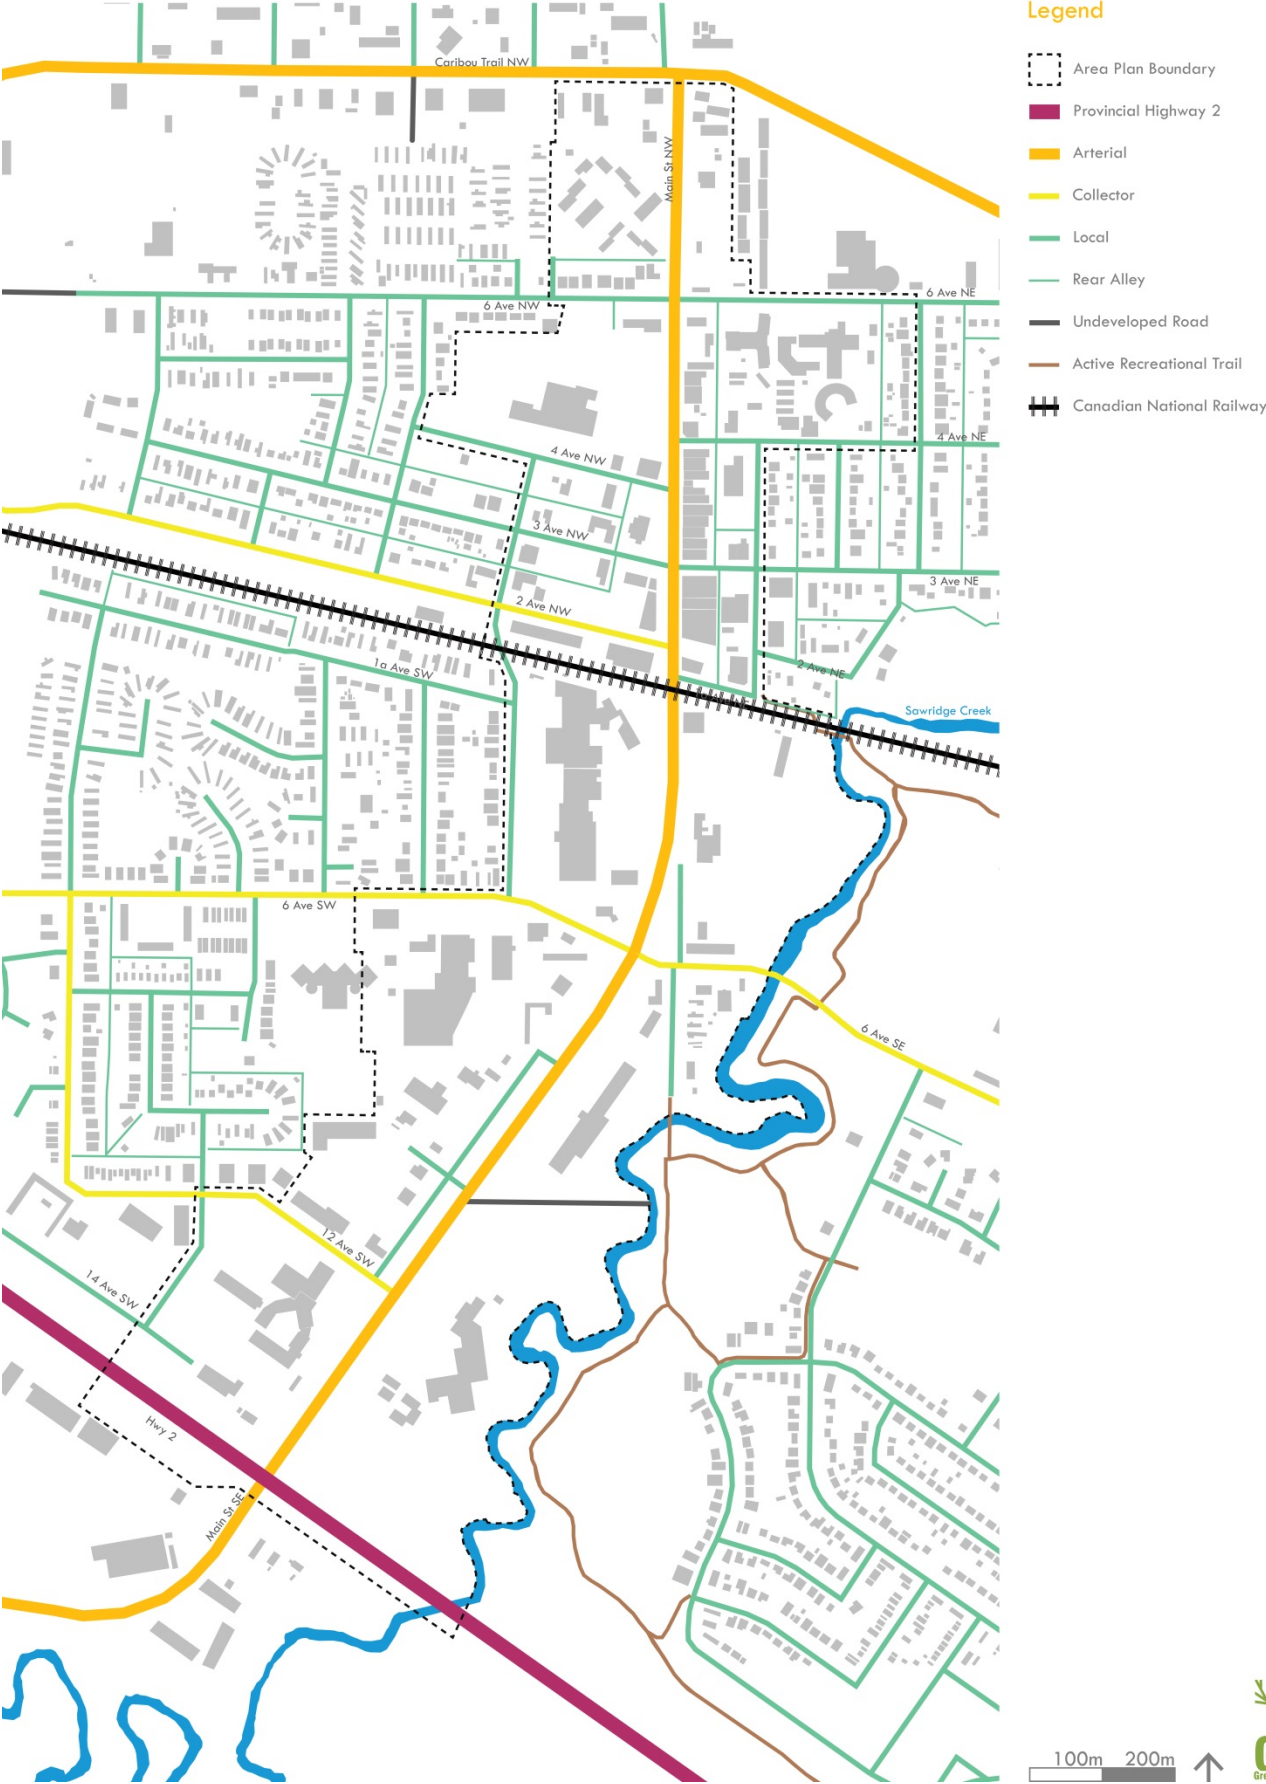 Legend
Area Plan Boundary
Provincial Highway 2
Arterial
Collector
Local
Rear Alley
Undeveloped Road
Active Recreational Trail
Canadian National Railway
Caribou Trail NW
Main St NW
6 Ave NW
6 Ave NE
4 Ave NE
4 Ave NW
3 Ave NW
3 Ave NE
2 Ave NW
2 Ave NE
1a Ave SW
Sawridge Creek
6 Ave SW
6 Ave SE
12 Ave SW
14 Ave SW
Hwy 2
Main St SE
100m 200m